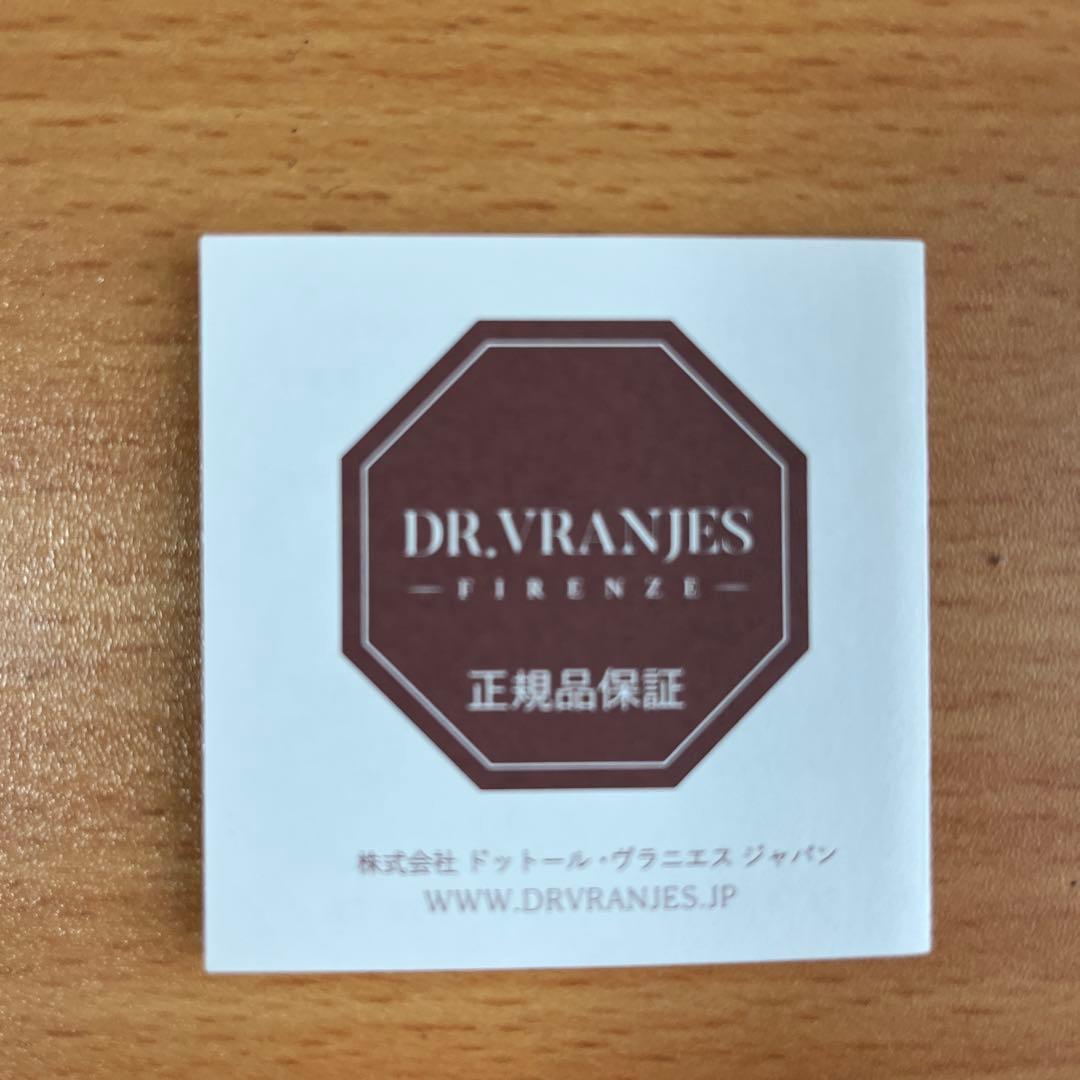 DR.VRANJES
— FIRENZE —
正規品保証
株式会社 ドットール・ヴラニエス ジャパン
WWW.DRVRANJES.JP